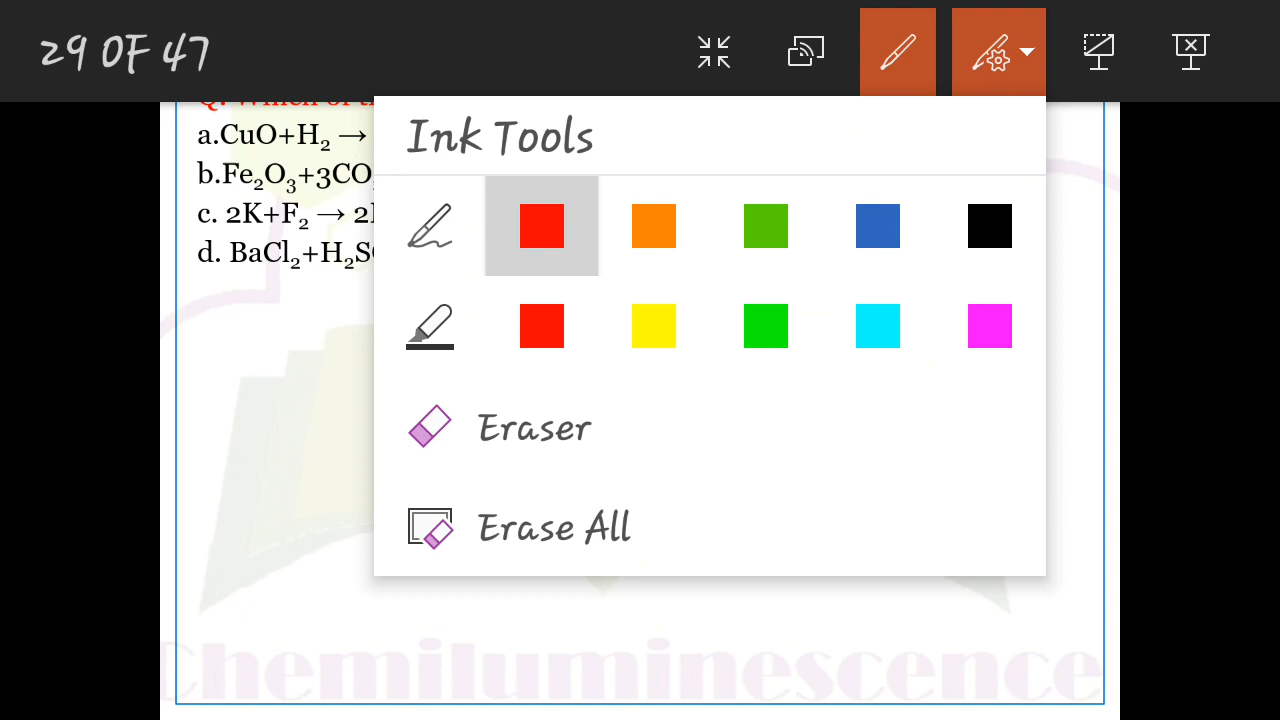 29 OF 47
Ink Tools
a.CuO+H₂ →
b.Fe₂O₃+3CO
c. 2K+F₂ → 2
d. BaCl₂+H₂S
Eraser
Erase All
Chemiluminescence